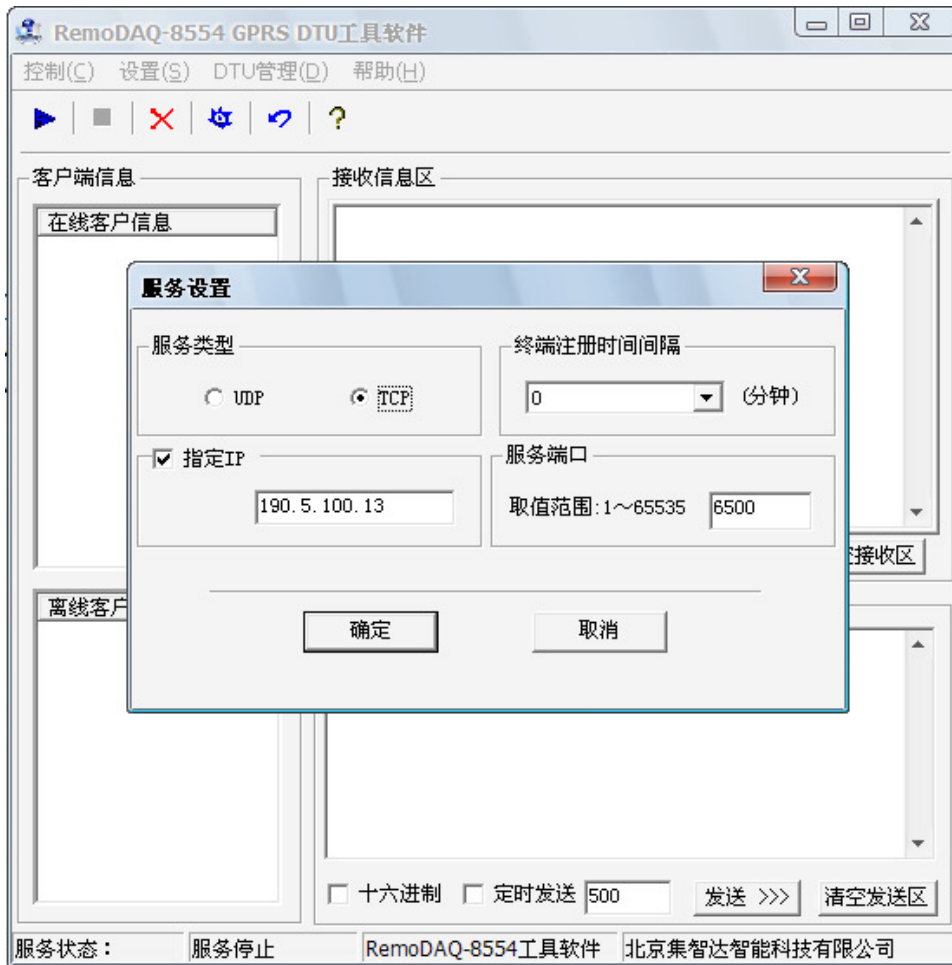 RemoDAQ-8554 GPRS DTU工具软件
控制(C) 设置(S) DTU管理(D) 帮助(H)
客户端信息
接收信息区
在线客户信息
服务设置
服务类型
终端注册时间间隔
UDP
TCP
0
(分钟)
指定IP
服务端口
190.5.100.13
取值范围:1～65535
6500
接收区
确定
取消
离线客户
十六进制
定时发送
500
发送 >>>
清空发送区
服务状态：
服务停止
RemoDAQ-8554工具软件
北京集智达智能科技有限公司